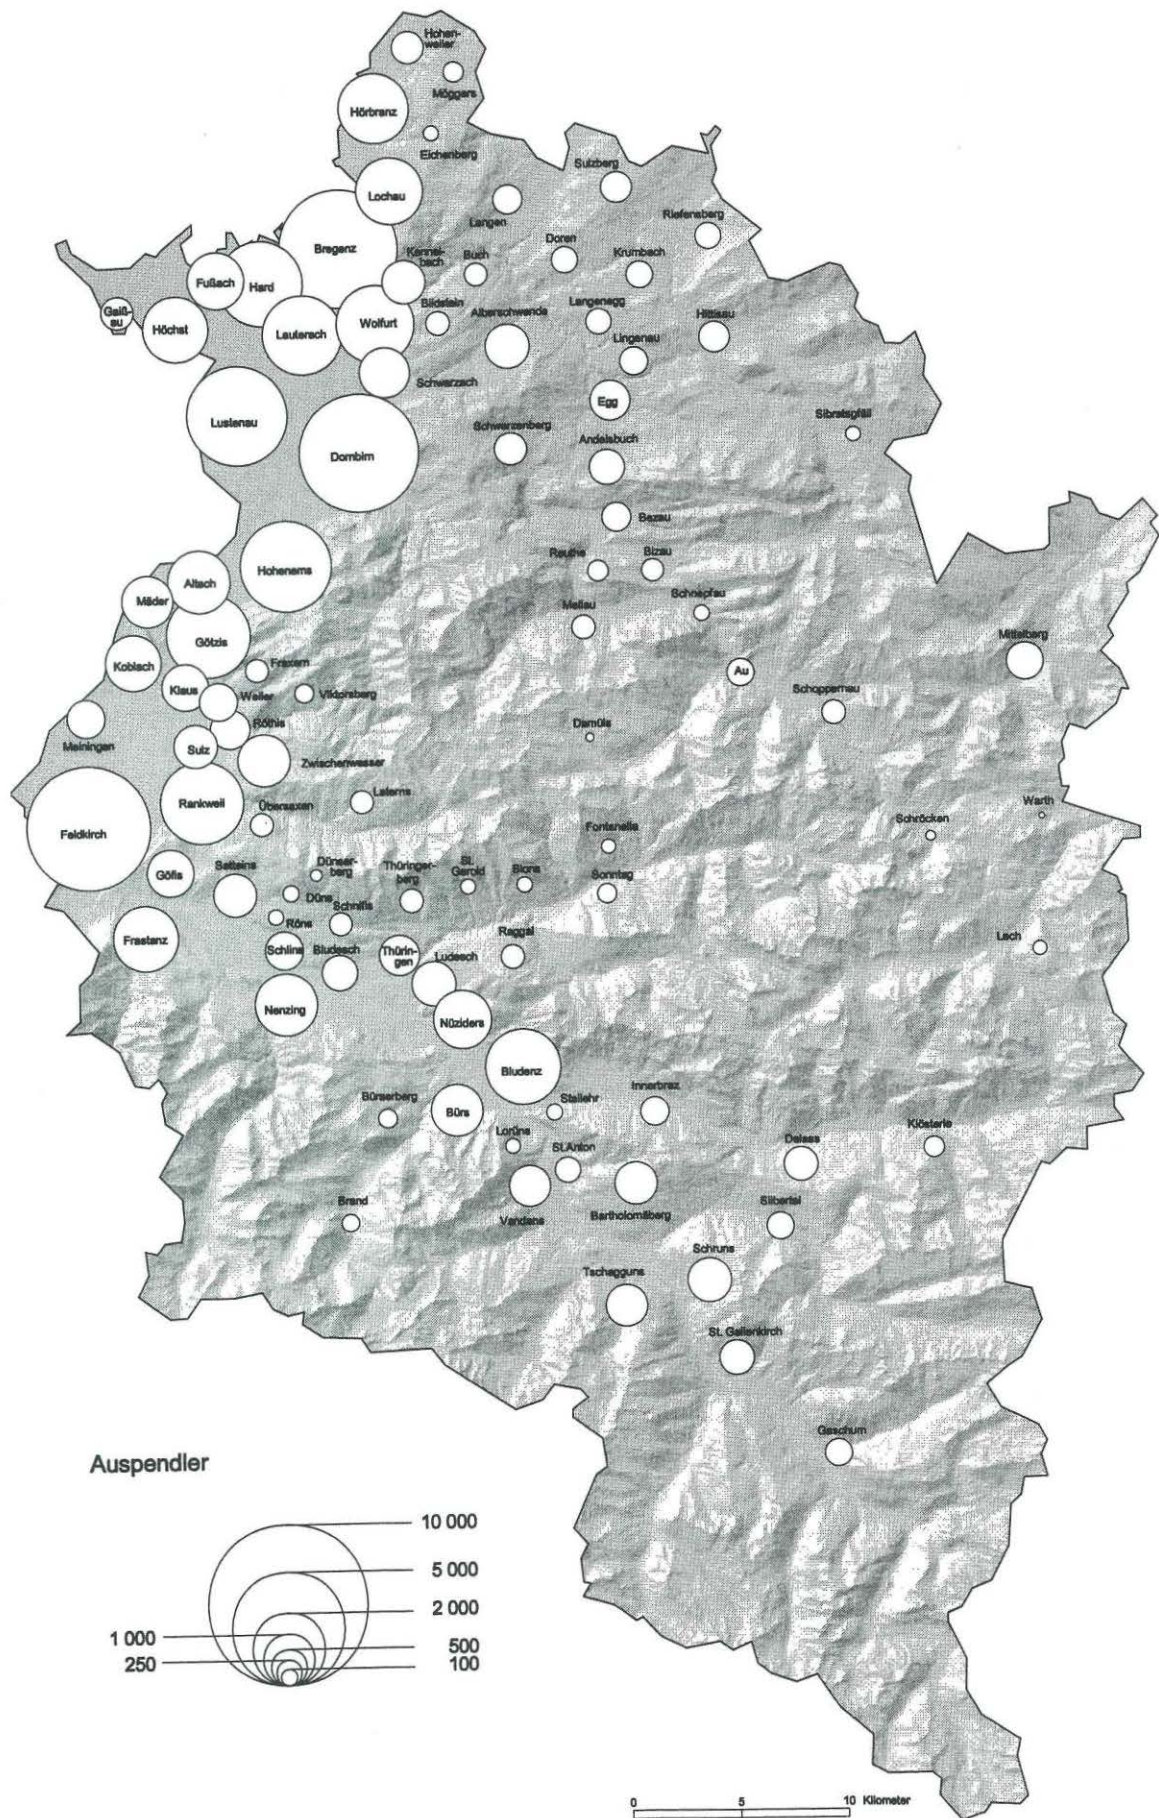 Hohen-
weiler
Möggers
Hörbranz
Eichenberg
Lochau
Sulzberg
Langen
Riefensberg
Bregenz
Doren
Kennel-
bach
Buch
Krumbach
Fußach
Hard
Gaiß-
au
Höchst
Lauterach
Wolfurt
Bildstein
Alberschwende
Langenegg
Hittisau
Lingenau
Schwarzach
Egg
Lustenau
Sibratsgfäll
Schwarzenberg
Andelsbuch
Dornbirn
Bezau
Reuthe
Bizau
Hohenems
Altach
Mäder
Mellau
Schnepfau
Götzis
Mittelberg
Koblach
Fraxern
Au
Klaus
Weiler
Viktorsberg
Schoppernau
Röthis
Damüls
Meiningen
Sulz
Zwischenwasser
Laterns
Rankweil
Übersaxen
Warth
Schröcken
Feldkirch
Fontanella
Göfis
Satteins
Dünser-
berg
Thüringer-
berg
St.
Gerold
Blons
Sonntag
Düns
Schnifis
Röns
Frastanz
Schlins
Bludesch
Thürin-
gen
Ludesch
Raggal
Lech
Nenzing
Nüziders
Bludenz
Bürserberg
Bürs
Stallehr
Innerbraz
Lorüns
St.Anton
Dalaas
Klösterle
Brand
Vandans
Bartholomäberg
Silbertal
Schruns
Tschagguns
St. Gallenkirch
Gaschurn
Auspendler
10 000
5 000
2 000
1 000
500
250
100
0 5 10 Kilometer